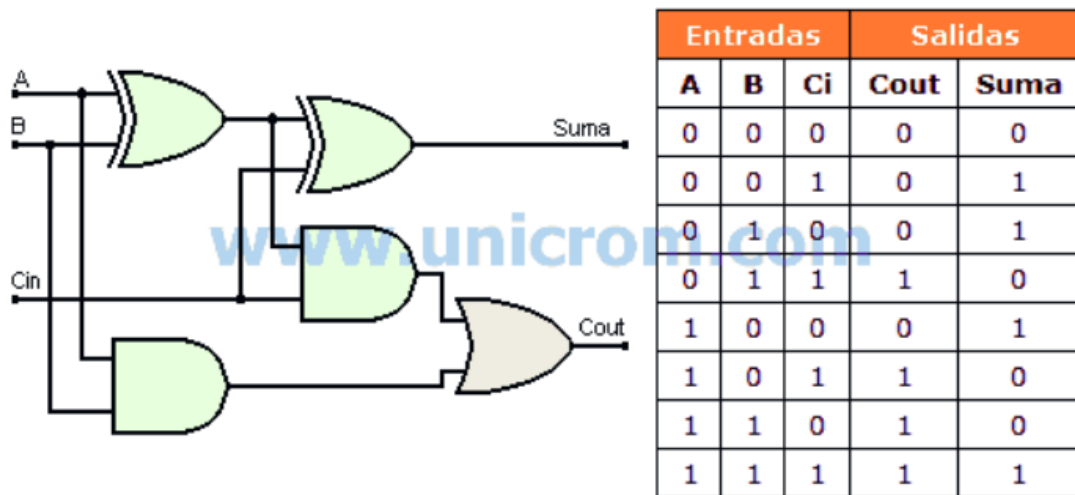 A
B
Cin
Suma
Cout
www.unicrom.com
Entradas Salidas
A B Ci Cout Suma
0 0 0 0 0
0 0 1 0 1
0 1 0 0 1
0 1 1 1 0
1 0 0 0 1
1 0 1 1 0
1 1 0 1 0
1 1 1 1 1